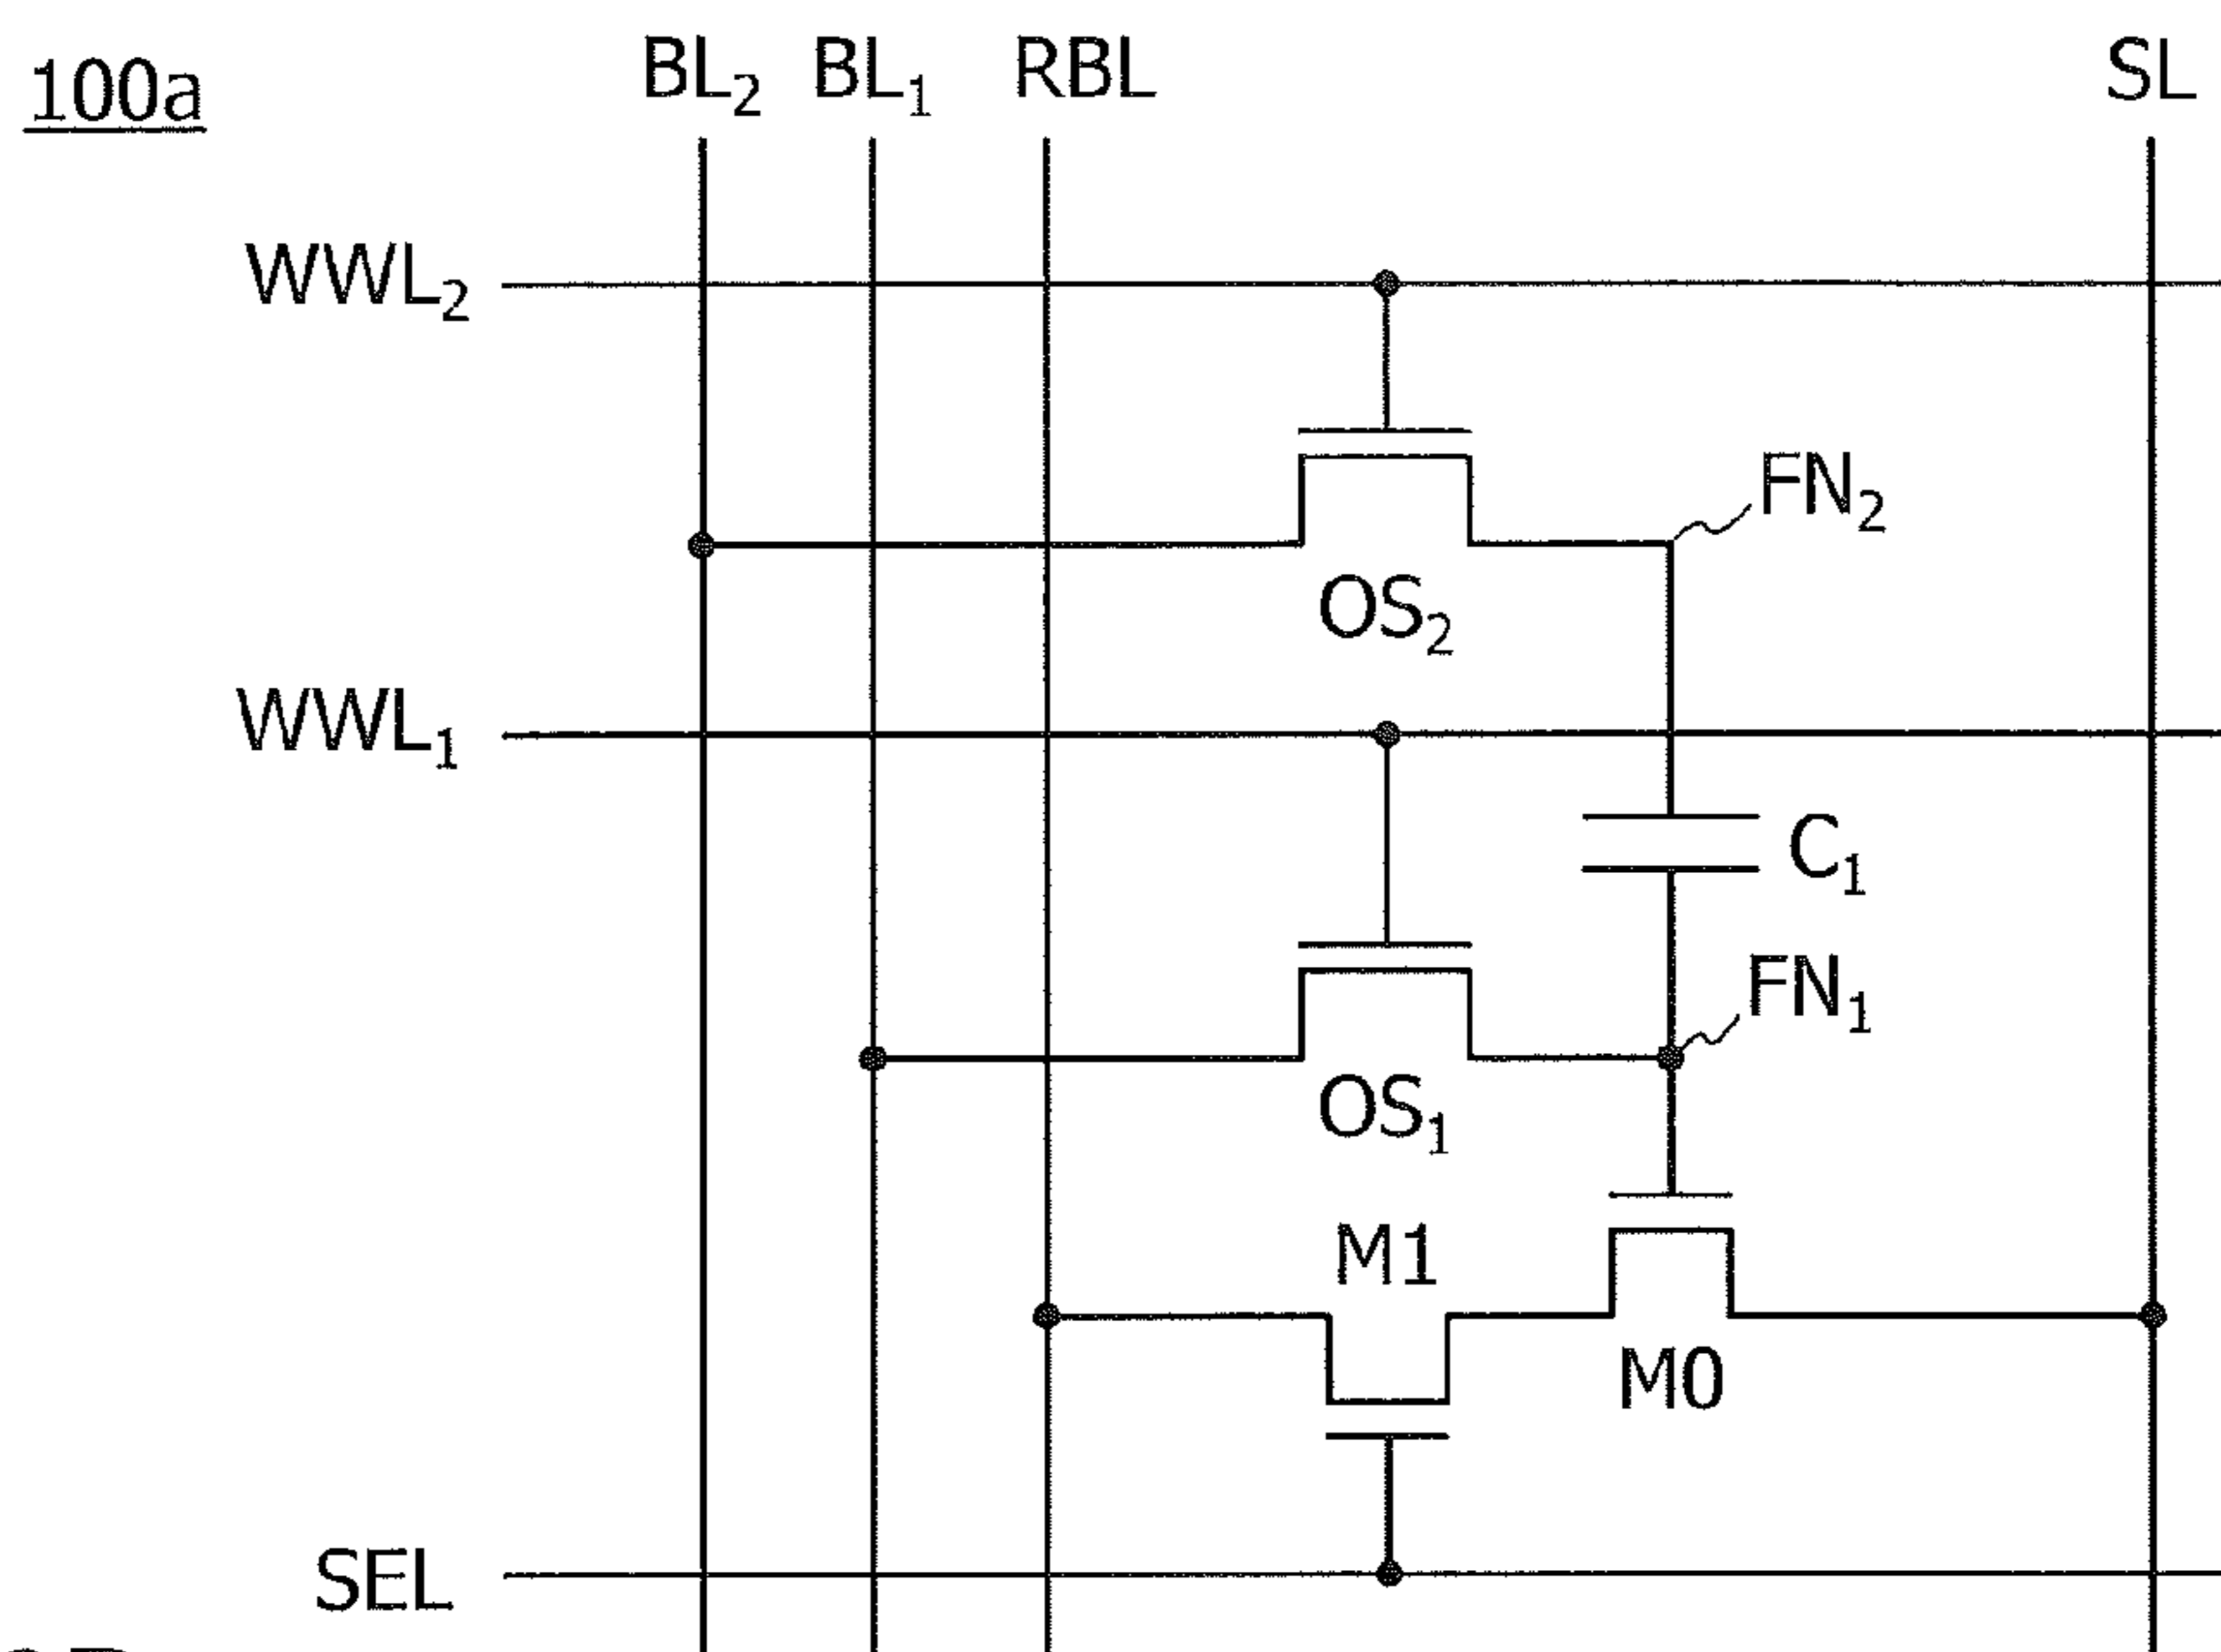 100a
BL₂ BL₁ RBL SL
WWL₂
FN₂
OS₂
WWL₁
C₁
FN₁
OS₁
M1
M0
SEL